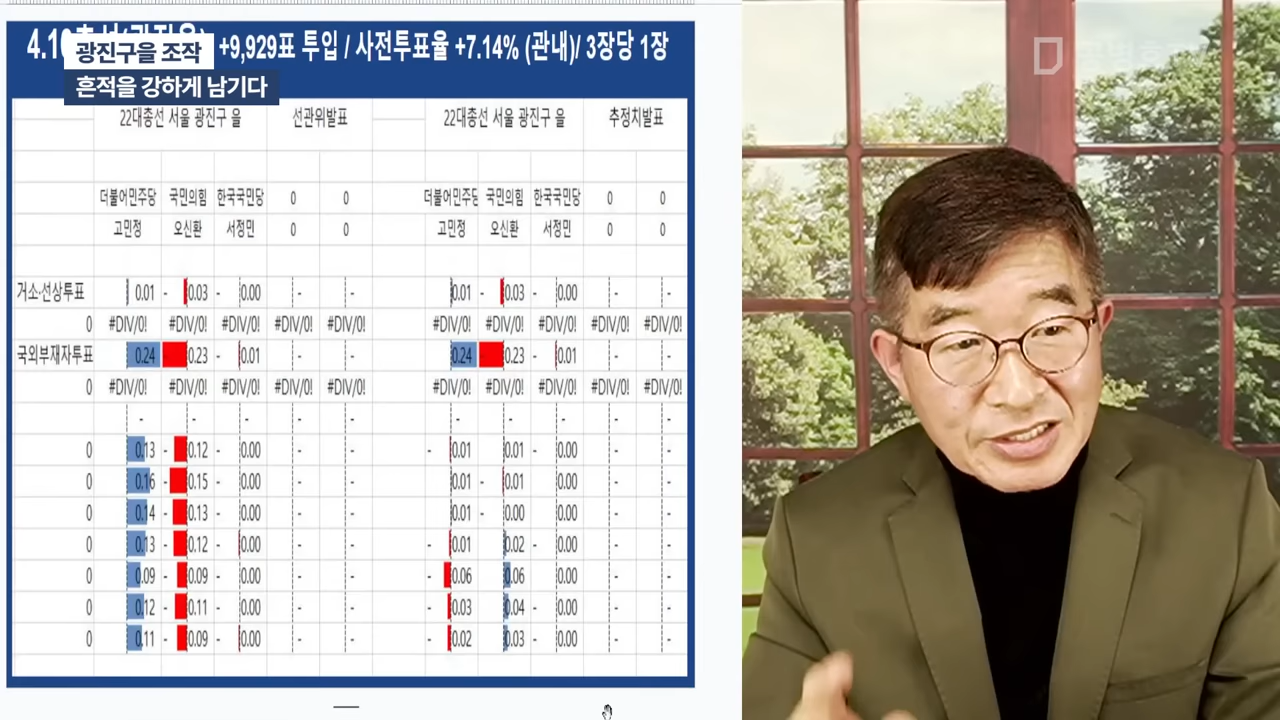 +9,929표 투입 / 사전투표율 +7.14% (관내)/ 3장당 1장
광진구을 조작
흔적을 강하게 남기다
22대총선 서울 광진구 을 선관위발표 22대총선 서울 광진구 을 추정치발표
더불어민주당 국민의힘 한국국민당 0 0 더불어민주당 국민의힘 한국국민당 0 0
고민정 오신환 서정민 0 0 고민정 오신환 서정민 0 0
거소·선상투표 0.01 - 0.03 - 0.00 - - 0.01 - 0.03 - 0.00 - -
0 #DIV/0! #DIV/0! #DIV/0! #DIV/0! #DIV/0! #DIV/0! #DIV/0! #DIV/0! #DIV/0! #DIV/0!
국외부재자투표 0.24 0.23 - 0.01 - - 0.24 0.23 - 0.01 - -
0 #DIV/0! #DIV/0! #DIV/0! #DIV/0! #DIV/0! #DIV/0! #DIV/0! #DIV/0! #DIV/0! #DIV/0!
- - - - - - - - - -
0 0.13 - 0.12 - 0.00 - - - 0.01 0.01 - 0.00 - -
0 0.16 - 0.15 - 0.00 - - 0.01 - 0.01 - 0.00 - -
0 0.14 - 0.13 - 0.00 - - 0.01 - 0.00 - 0.00 - -
0 0.13 - 0.12 - 0.00 - - - 0.01 0.02 - 0.00 - -
0 0.09 - 0.09 - 0.00 - - - 0.06 0.06 - 0.00 - -
0 0.12 - 0.11 - 0.00 - - - 0.03 0.04 - 0.00 - -
0 0.11 - 0.09 - 0.00 - - - 0.02 0.03 - 0.00 - -